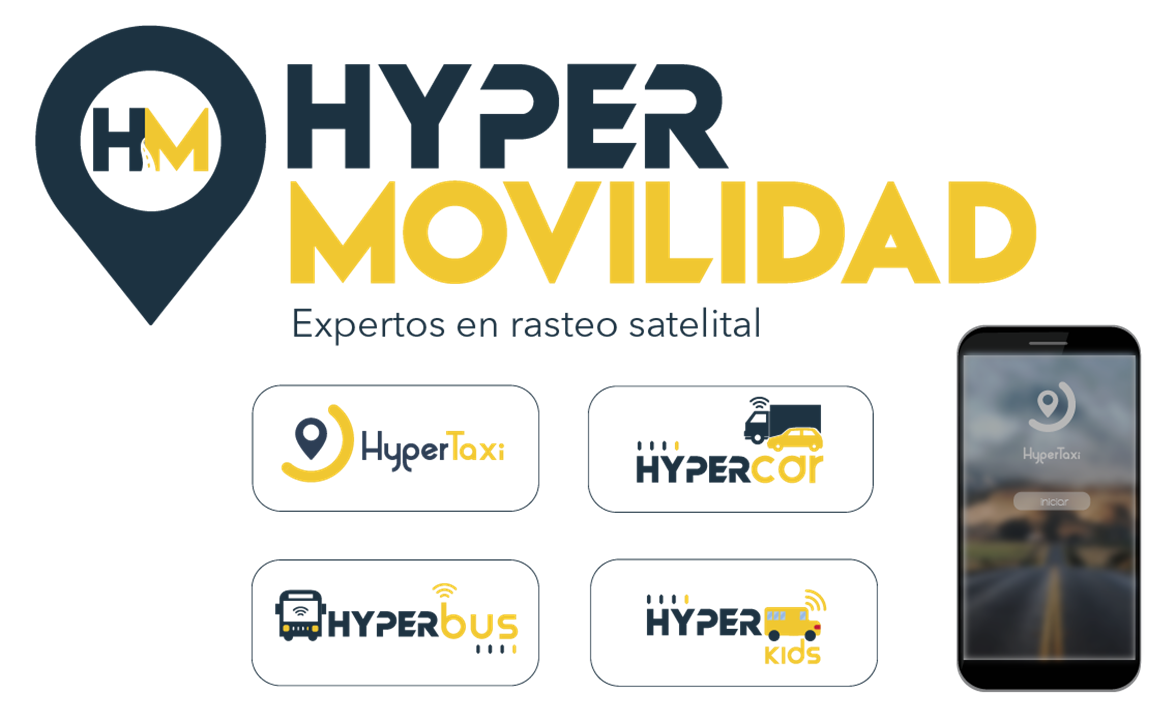 HM
HYPER
MOVILIDAD
Expertos en rasteo satelital
HyperTaxi
HYPERcar
HYPERbus
HYPER
kids
HyperTaxi
iniciar